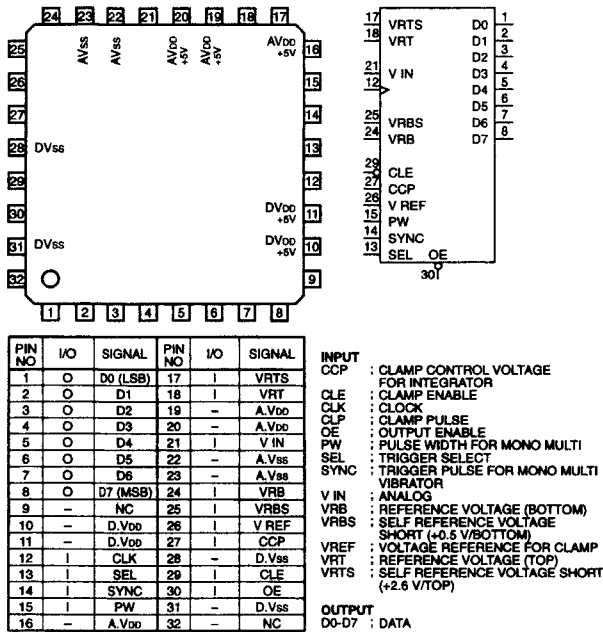 24 23 22 21 20 19 18 17
AVss AVss AVDD +5V AVDD +5V AVDD +5V
25 16
26 15
27 14
28 DVss 13
29 12
30 DVDD +5V 11
31 DVss DVDD +5V 10
32 9
1 2 3 4 5 6 7 8
17 VRTS D0 1
18 VRT D1 2
D2 3
21 V IN D3 4
12 D4 5
D5 6
25 VRBS D6 7
24 VRB D7 8
29 CLE
27 CCP
26 V REF
15 PW
14 SYNC
13 SEL OE
30
PIN NO I/O SIGNAL PIN NO I/O SIGNAL
1 O D0 (LSB) 17 I VRTS
2 O D1 18 I VRT
3 O D2 19 – A.VDD
4 O D3 20 – A.VDD
5 O D4 21 I V IN
6 O D5 22 – A.Vss
7 O D6 23 – A.Vss
8 O D7 (MSB) 24 I VRB
9 – NC 25 I VRBS
10 – D.VDD 26 I V REF
11 – D.VDD 27 I CCP
12 I CLK 28 – D.Vss
13 I SEL 29 I CLE
14 I SYNC 30 I OE
15 I PW 31 – D.Vss
16 – A.VDD 32 – NC
INPUT
CCP : CLAMP CONTROL VOLTAGE
FOR INTEGRATOR
CLE : CLAMP ENABLE
CLK : CLOCK
CLP : CLAMP PULSE
OE : OUTPUT ENABLE
PW : PULSE WIDTH FOR MONO MULTI
SEL : TRIGGER SELECT
SYNC : TRIGGER PULSE FOR MONO MULTI
VIBRATOR
V IN : ANALOG
VRB : REFERENCE VOLTAGE (BOTTOM)
VRBS : SELF REFERENCE VOLTAGE
SHORT (+0.5 V/BOTTOM)
VREF : VOLTAGE REFERENCE FOR CLAMP
VRT : REFERENCE VOLTAGE (TOP)
VRTS : SELF REFERENCE VOLTAGE SHORT
(+2.6 V/TOP)
OUTPUT
D0-D7 : DATA